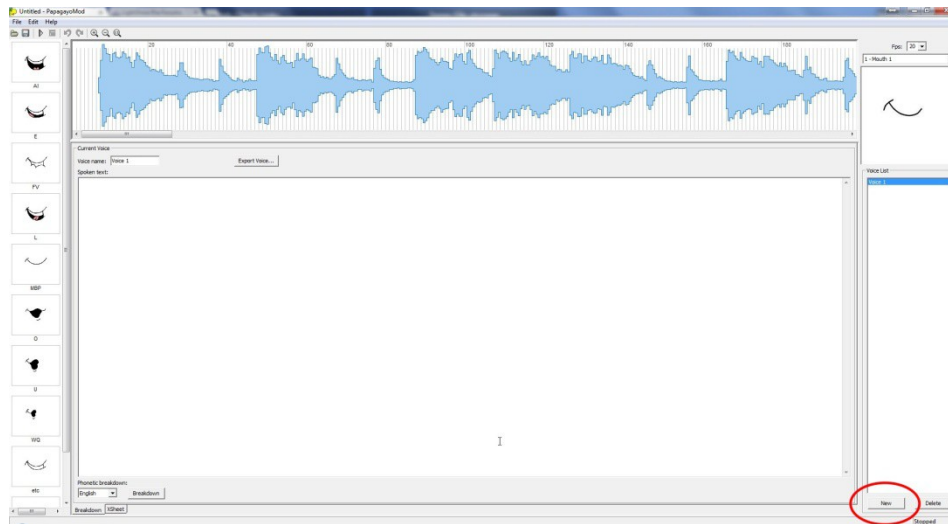 Untitled - PapagayoMod
File Edit Help
20 40 60 80 100 120 140 160 180
Fps: 20
1 - Mouth 1
AI
E
FV
L
MBP
O
U
WQ
etc
Current Voice
Voice name: Voice 1 Export Voice...
Spoken text:
Phonetic breakdown:
English Breakdown
Breakdown XSheet
Voice List
Voice 1
New Delete
Stopped